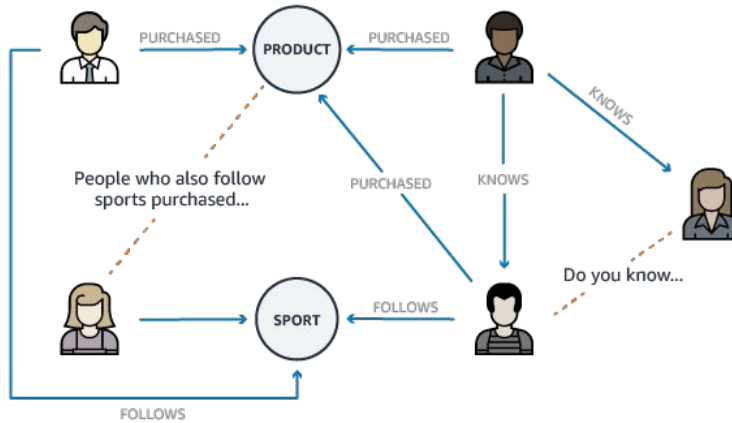 PURCHASED
PRODUCT
PURCHASED
KNOWS
People who also follow
sports purchased...
PURCHASED
KNOWS
Do you know...
SPORT
FOLLOWS
FOLLOWS